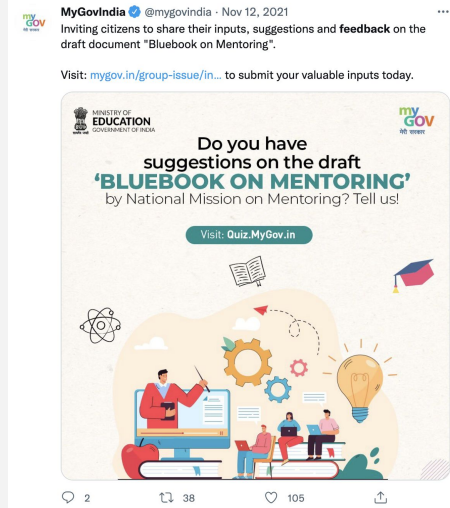 my
GOV
मेरी सरकार
MyGovIndia @mygovindia · Nov 12, 2021
Inviting citizens to share their inputs, suggestions and feedback on the
draft document "Bluebook on Mentoring".
Visit: mygov.in/group-issue/in... to submit your valuable inputs today.
MINISTRY OF
EDUCATION
GOVERNMENT OF INDIA
my
GOV
मेरी सरकार
Do you have
suggestions on the draft
'BLUEBOOK ON MENTORING'
by National Mission on Mentoring? Tell us!
Visit: Quiz.MyGov.in
2 38 105